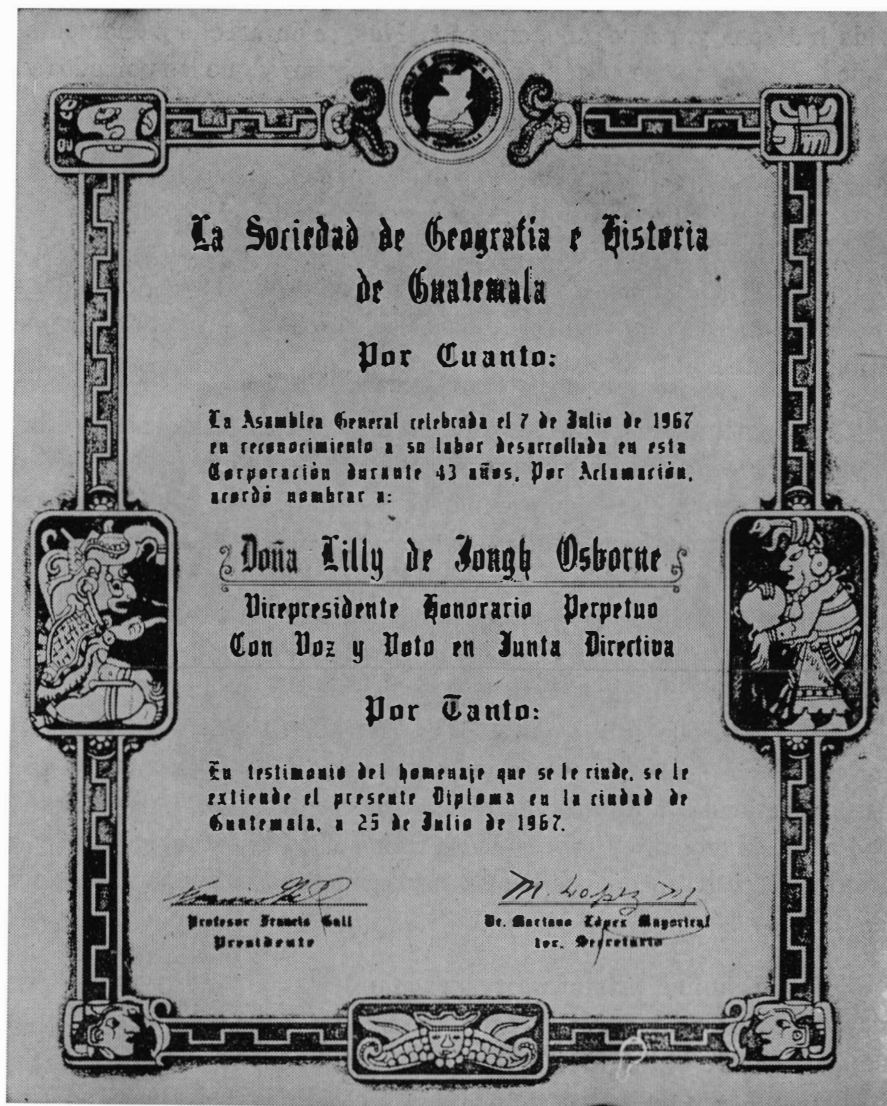 La Sociedad de Geografía e Historia
de Guatemala
Por Cuanto:
La Asamblea General celebrada el 7 de Julio de 1967
en reconocimiento a su labor desarrollada en esta
Corporación durante 43 años, Por Aclamación,
acordó nombrar a:
Doña Lilly de Jongh Osborne
Vicepresidente Honorario Perpetuo
Con Voz y Voto en Junta Directiva
Por Tanto:
En testimonio del homenaje que se le rinde, se le
extiende el presente Diploma en la ciudad de
Guatemala, a 25 de Julio de 1967.
M. Lopez M
Profesor Francis Gall
Presidente
Dr. Mariano López Mayorical
1er. Secretario